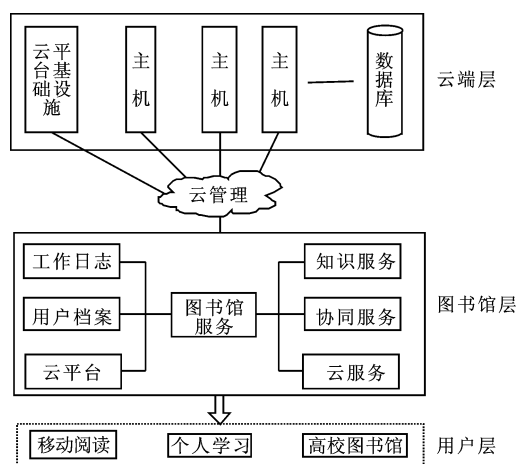 云平
台基
础设
施
主
机
主
机
主
机
数
据
库
云端层
云管理
工作日志
用户档案
云平台
图书馆
服务
知识服务
协同服务
云服务
图书馆层
移动阅读
个人学习
高校图书馆
用户层